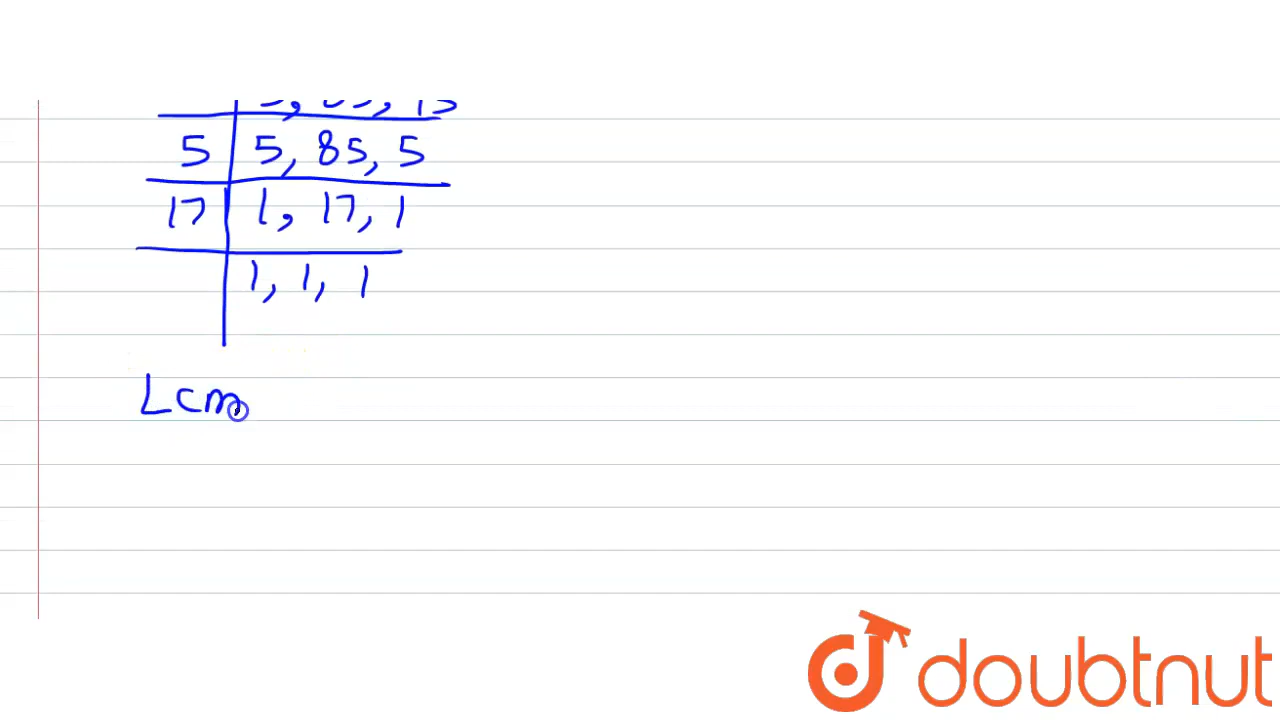 5 5, 85, 5
17 1, 17, 1
1, 1, 1
Lcm
doubtnut